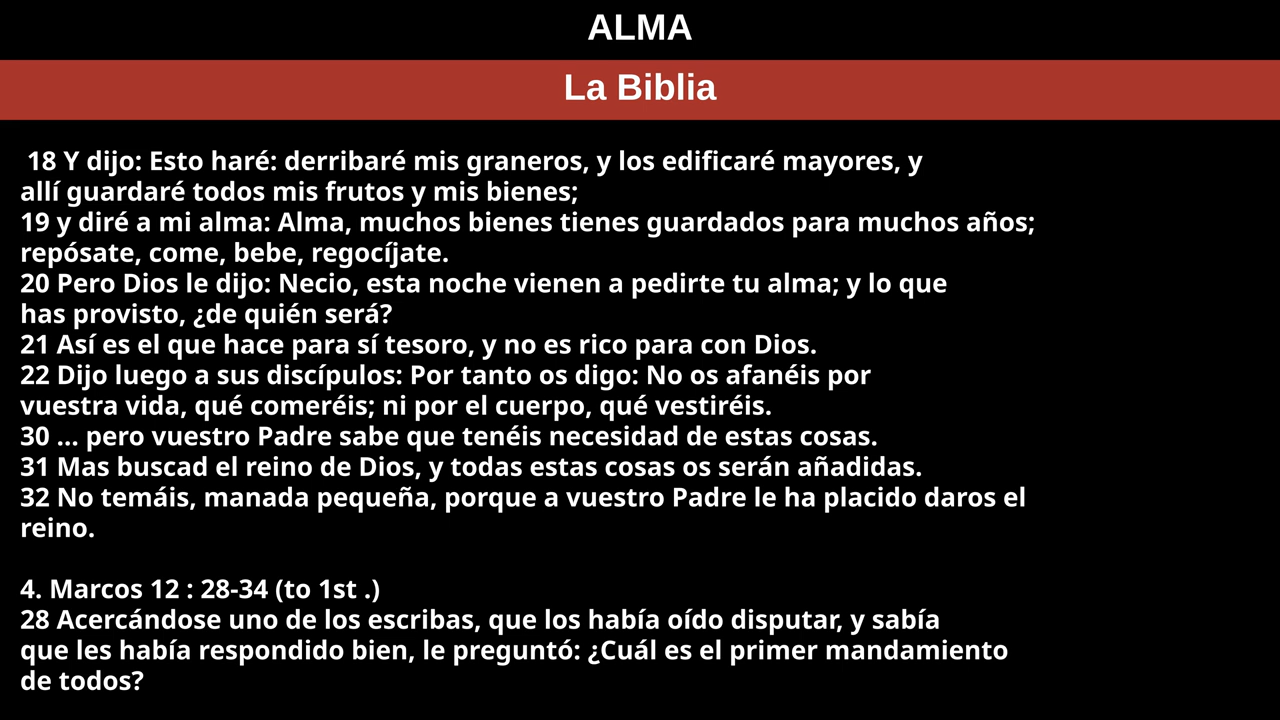 ALMA
La Biblia
18 Y dijo: Esto haré: derribaré mis graneros, y los edificaré mayores, y
allí guardaré todos mis frutos y mis bienes;
19 y diré a mi alma: Alma, muchos bienes tienes guardados para muchos años;
repósate, come, bebe, regocíjate.
20 Pero Dios le dijo: Necio, esta noche vienen a pedirte tu alma; y lo que
has provisto, ¿de quién será?
21 Así es el que hace para sí tesoro, y no es rico para con Dios.
22 Dijo luego a sus discípulos: Por tanto os digo: No os afanéis por
vuestra vida, qué comeréis; ni por el cuerpo, qué vestiréis.
30 ... pero vuestro Padre sabe que tenéis necesidad de estas cosas.
31 Mas buscad el reino de Dios, y todas estas cosas os serán añadidas.
32 No temáis, manada pequeña, porque a vuestro Padre le ha placido daros el
reino.
4. Marcos 12 : 28-34 (to 1st .)
28 Acercándose uno de los escribas, que los había oído disputar, y sabía
que les había respondido bien, le preguntó: ¿Cuál es el primer mandamiento
de todos?